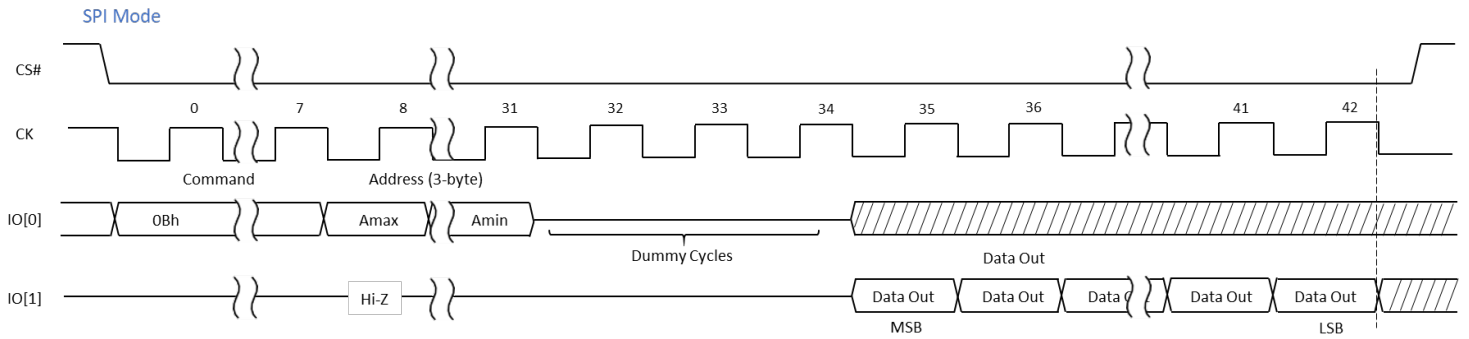 SPI Mode
CS#
0 7 8 31 32 33 34 35 36 41 42
CK
Command Address (3-byte)
IO[0] 0Bh Amax Amin
Dummy Cycles Data Out
IO[1] Hi-Z Data Out Data Out Data Data Out Data Out
MSB LSB